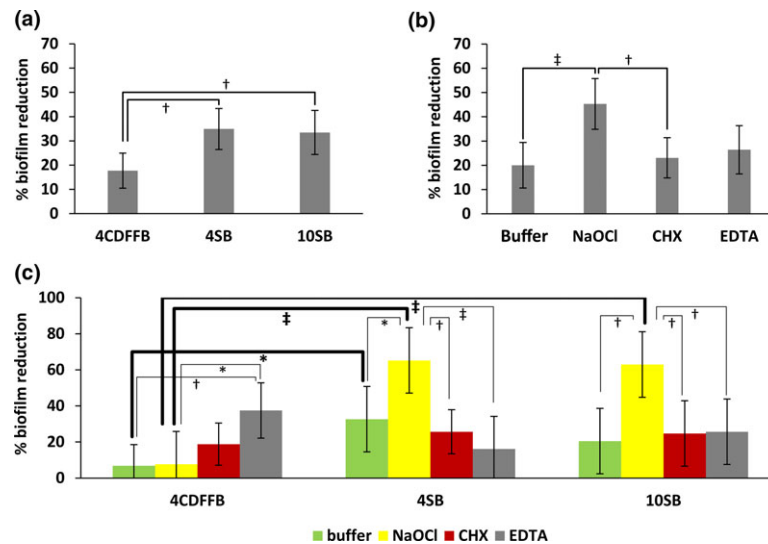 (a)
% biofilm reduction
70
60
50
40
30
20
10
0
†
†
4CDFFB 4SB 10SB
(b)
% biofilm reduction
70
60
50
40
30
20
10
0
‡ †
Buffer NaOCl CHX EDTA
(c)
% biofilm reduction
100
80
60
40
20
0
‡ ‡
* ‡
† †
* † † †
† *
4CDFFB 4SB 10SB
buffer NaOCl CHX EDTA